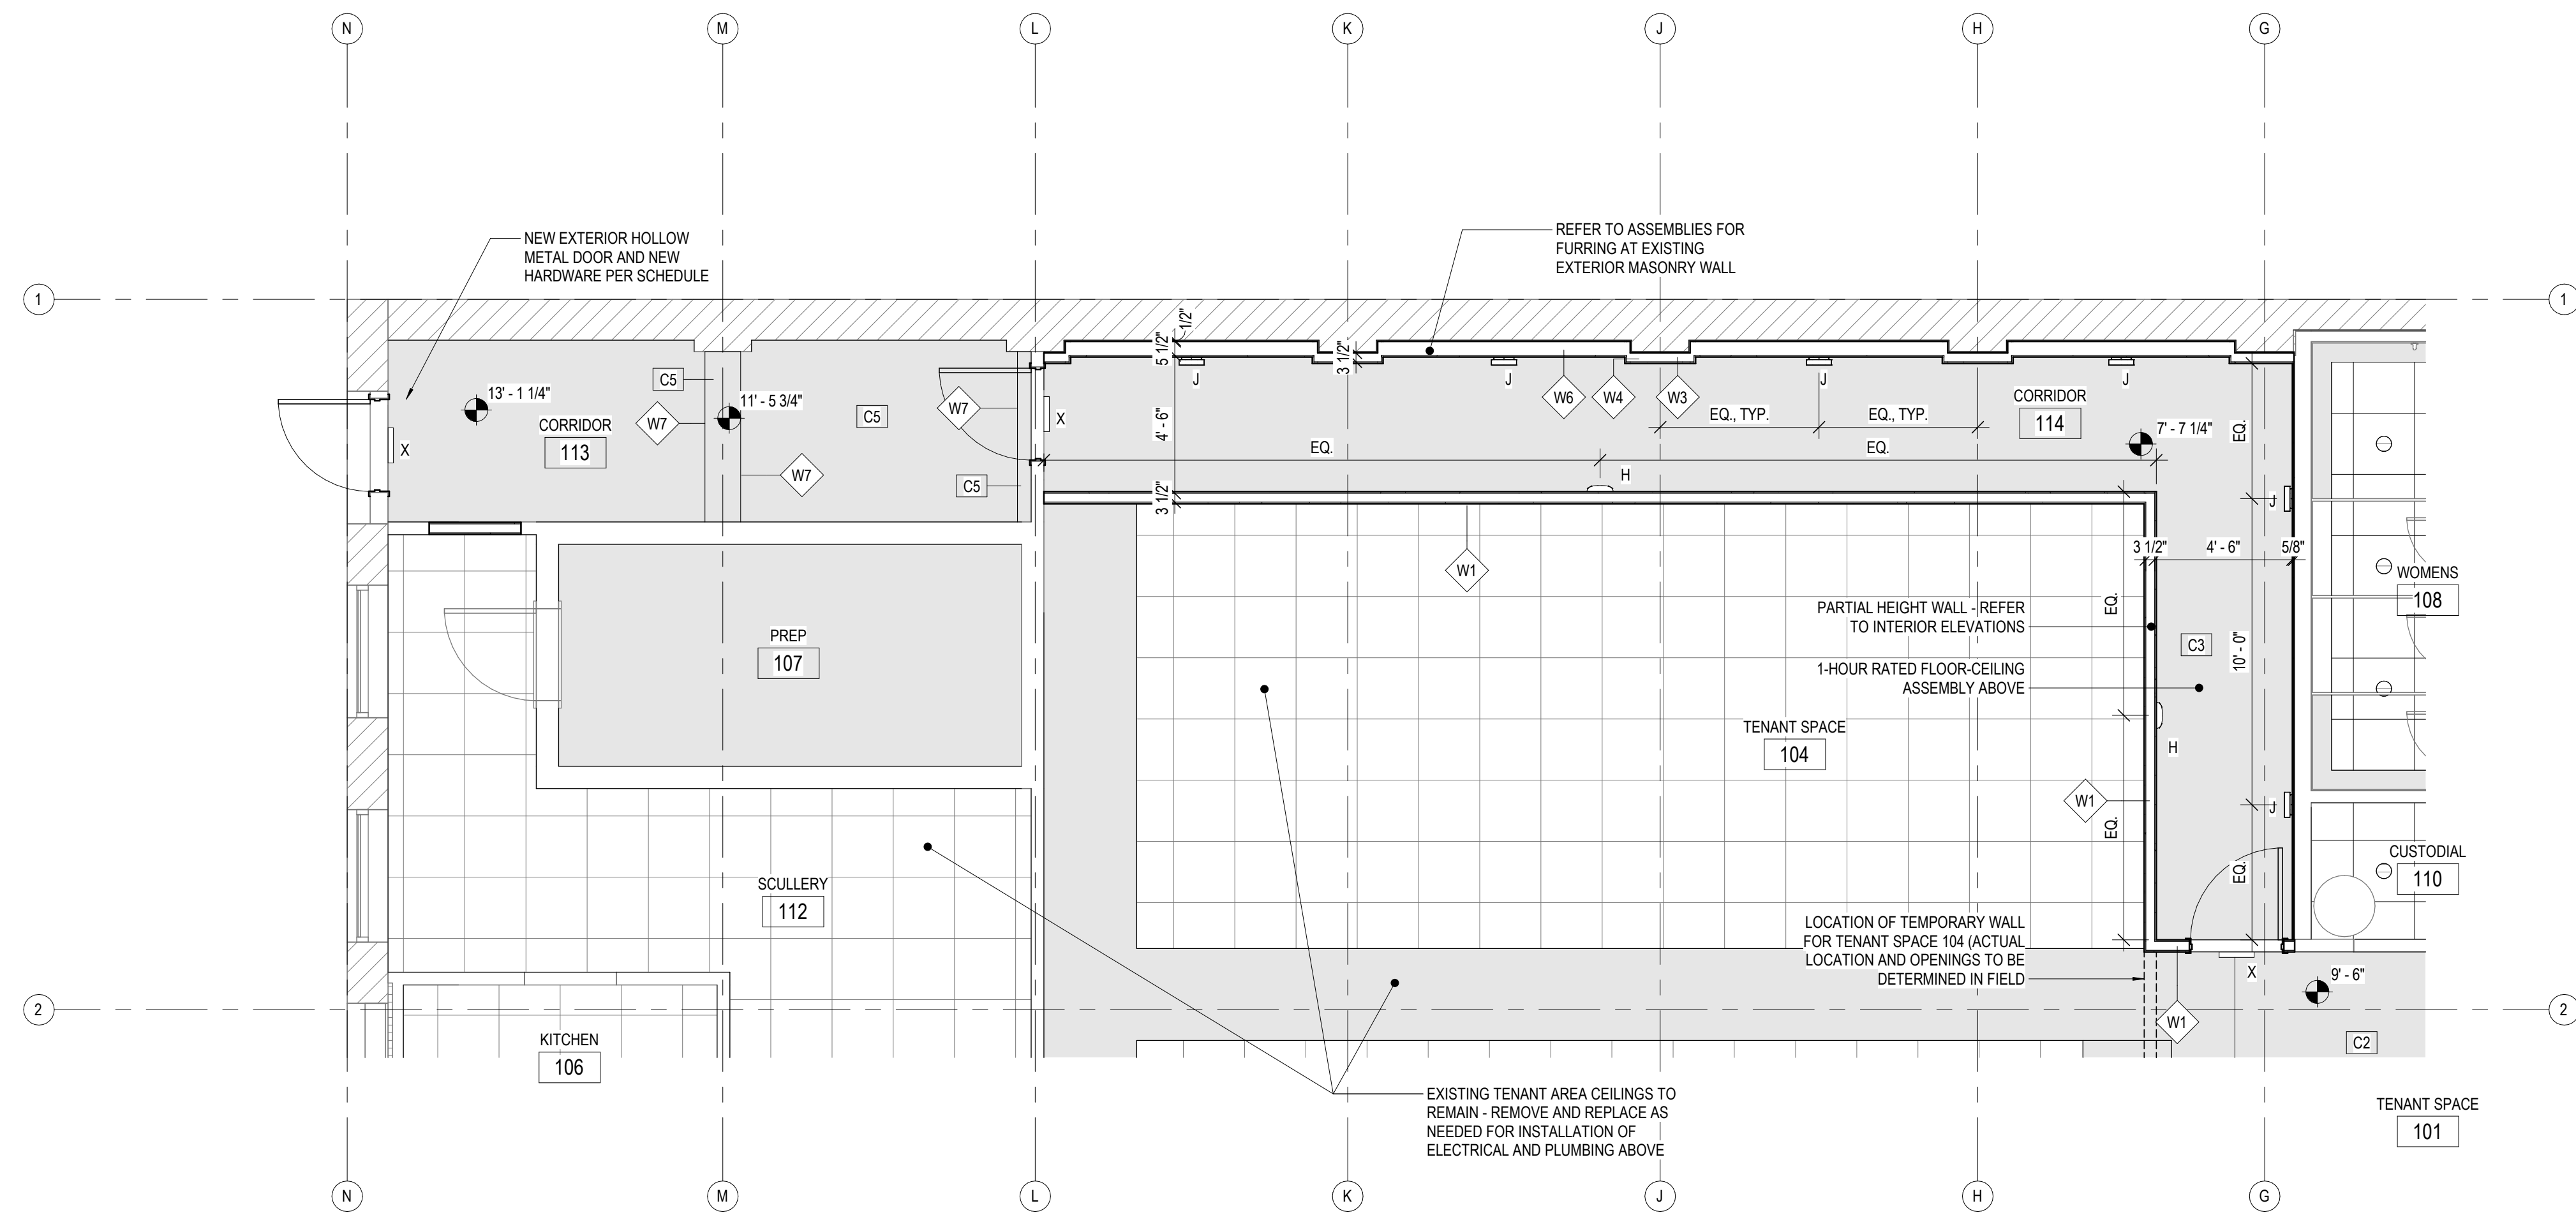 N
M
L
K
J
H
G
NEW EXTERIOR HOLLOW
METAL DOOR AND NEW
HARDWARE PER SCHEDULE
REFER TO ASSEMBLIES FOR
FURRING AT EXISTING
EXTERIOR MASONRY WALL
1
1
1/2"
5 1/2"
3 1/2"
13' - 1 1/4"
C5
11' - 5 3/4"
C5
W7
W7
W7
C5
CORRIDOR
113
X
X
J
J
J
J
W6
W4
W3
EQ., TYP.
EQ., TYP.
CORRIDOR
114
7' - 7 1/4"
4' - 6"
EQ.
EQ.
EQ.
H
3 1/2"
J
W1
3 1/2"
4' - 6"
5/8"
WOMENS
108
PREP
107
EQ.
PARTIAL HEIGHT WALL - REFER
TO INTERIOR ELEVATIONS
C3
10' - 0"
1-HOUR RATED FLOOR-CEILING
ASSEMBLY ABOVE
TENANT SPACE
104
H
W1
J
EQ.
EQ.
CUSTODIAL
110
SCULLERY
112
LOCATION OF TEMPORARY WALL
FOR TENANT SPACE 104 (ACTUAL
LOCATION AND OPENINGS TO BE
DETERMINED IN FIELD
X
9' - 6"
2
2
W1
C2
KITCHEN
106
EXISTING TENANT AREA CEILINGS TO
REMAIN - REMOVE AND REPLACE AS
NEEDED FOR INSTALLATION OF
ELECTRICAL AND PLUMBING ABOVE
TENANT SPACE
101
N
M
L
K
J
H
G